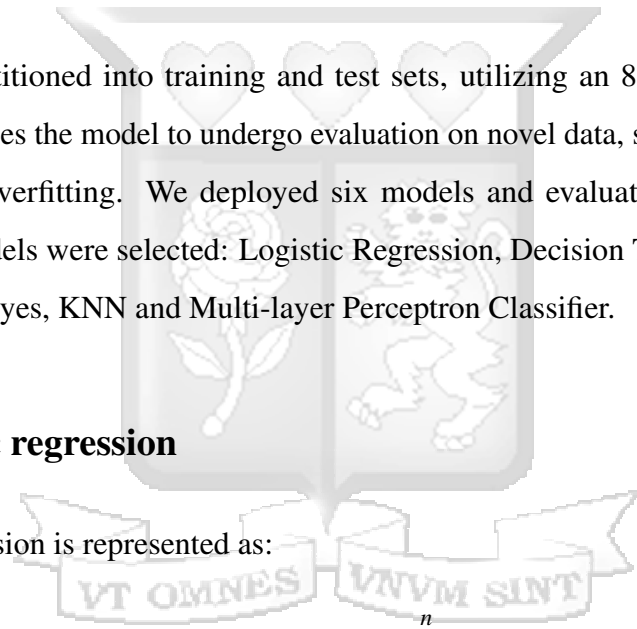 titioned into training and test sets, utilizing an 8
es the model to undergo evaluation on novel data, s
verfitting. We deployed six models and evaluat
dels were selected: Logistic Regression, Decision T
yes, KNN and Multi-layer Perceptron Classifier.
regression
sion is represented as:
VT OMNES VNVM SINT
n